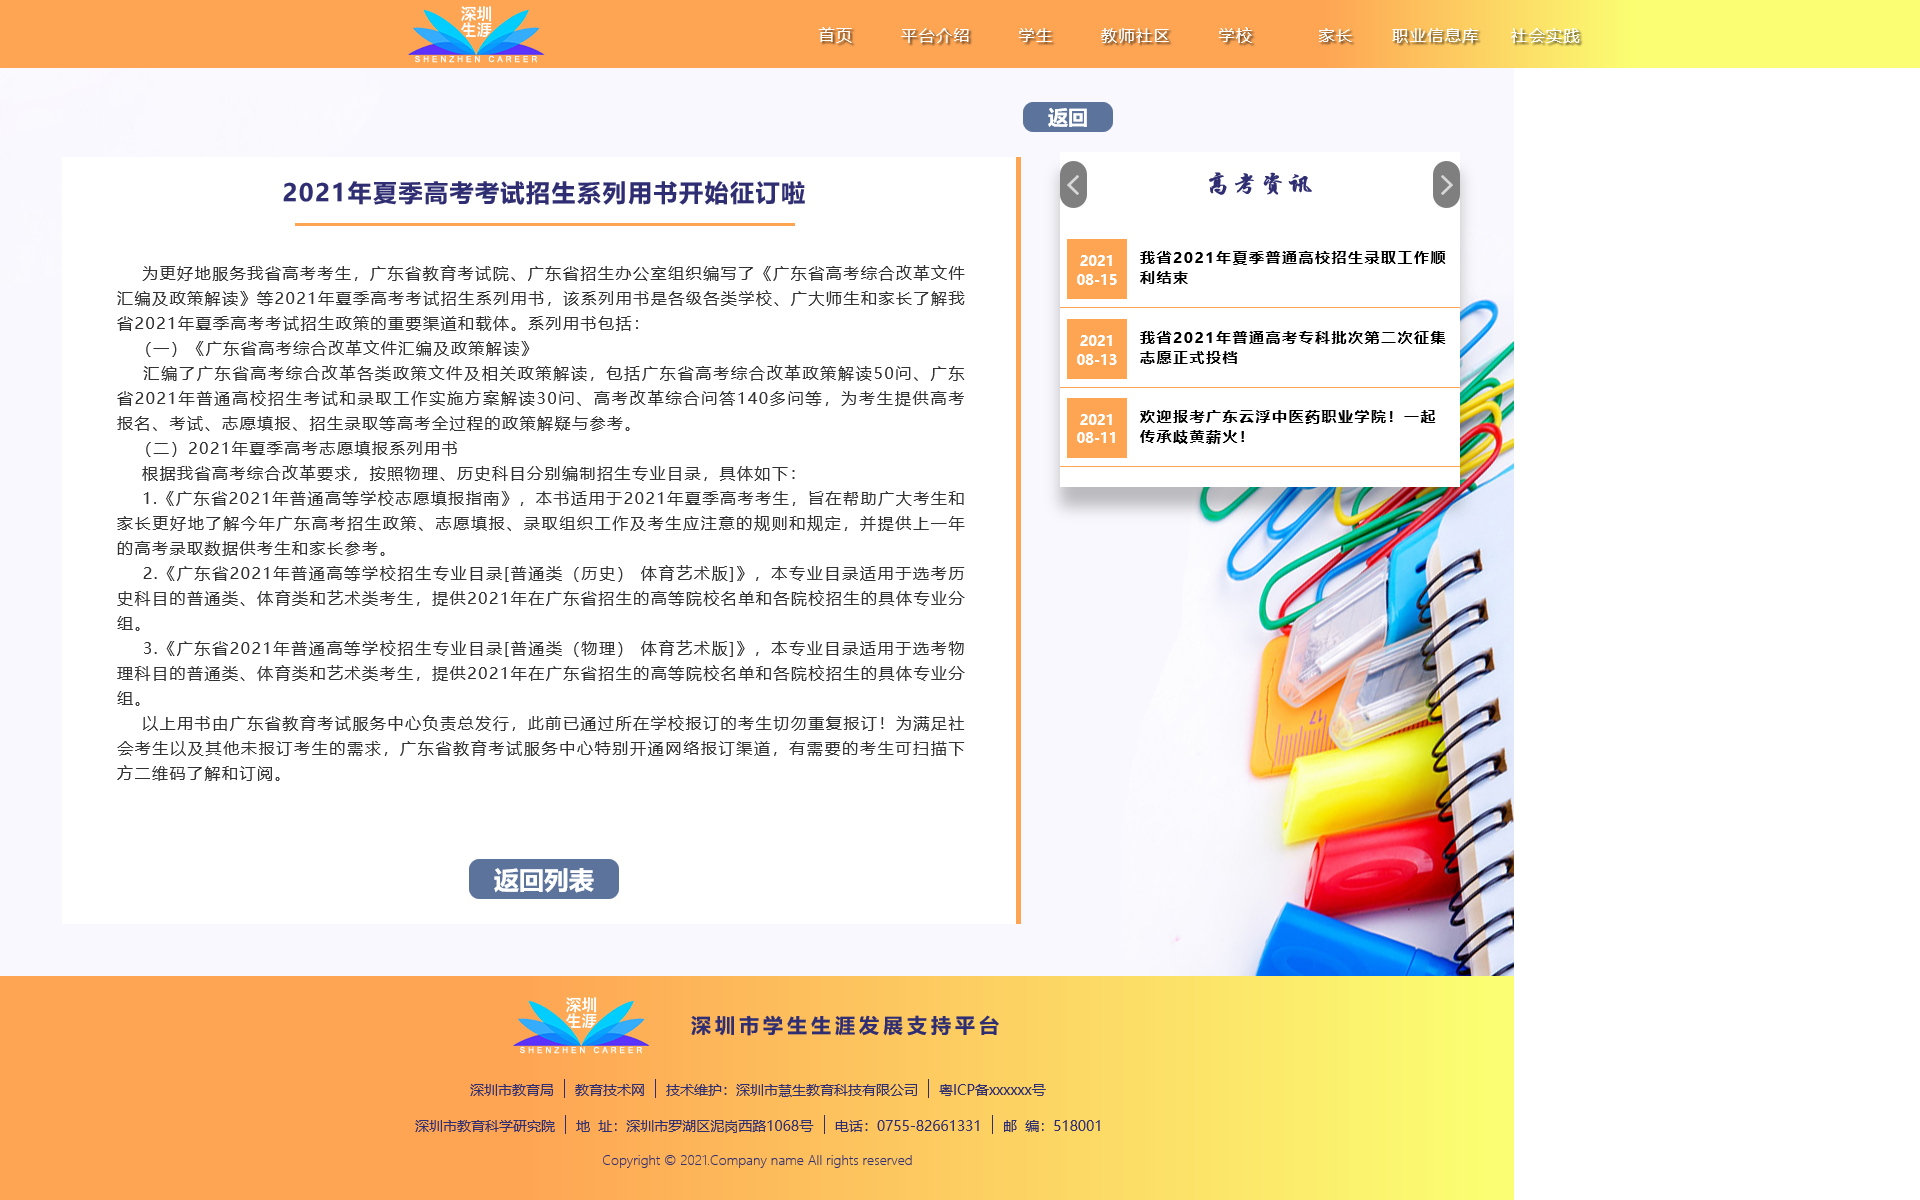 深圳
生涯
SHENZHEN CAREER
首页 平台介绍 学生 教师社区 学校 家长 职业信息库 社会实践
返回
2021年夏季高考考试招生系列用书开始征订啦
为更好地服务我省高考考生，广东省教育考试院、广东省招生办公室组织编写了《广东省高考综合改革文件
汇编及政策解读》等2021年夏季高考考试招生系列用书，该系列用书是各级各类学校、广大师生和家长了解我
省2021年夏季高考考试招生政策的重要渠道和载体。系列用书包括：
（一）《广东省高考综合改革文件汇编及政策解读》
汇编了广东省高考综合改革各类政策文件及相关政策解读，包括广东省高考综合改革政策解读50问、广东
省2021年普通高校招生考试和录取工作实施方案解读30问、高考改革综合问答140多问等，为考生提供高考
报名、考试、志愿填报、招生录取等高考全过程的政策解疑与参考。
（二）2021年夏季高考志愿填报系列用书
根据我省高考综合改革要求，按照物理、历史科目分别编制招生专业目录，具体如下：
1.《广东省2021年普通高等学校志愿填报指南》，本书适用于2021年夏季高考考生，旨在帮助广大考生和
家长更好地了解今年广东高考招生政策、志愿填报、录取组织工作及考生应注意的规则和规定，并提供上一年
的高考录取数据供考生和家长参考。
2.《广东省2021年普通高等学校招生专业目录[普通类（历史） 体育艺术版]》，本专业目录适用于选考历
史科目的普通类、体育类和艺术类考生，提供2021年在广东省招生的高等院校名单和各院校招生的具体专业分
组。
3.《广东省2021年普通高等学校招生专业目录[普通类（物理） 体育艺术版]》，本专业目录适用于选考物
理科目的普通类、体育类和艺术类考生，提供2021年在广东省招生的高等院校名单和各院校招生的具体专业分
组。
以上用书由广东省教育考试服务中心负责总发行，此前已通过所在学校报订的考生切勿重复报订！为满足社
会考生以及其他未报订考生的需求，广东省教育考试服务中心特别开通网络报订渠道，有需要的考生可扫描下
方二维码了解和订阅。
返回列表
高考资讯
2021
08-15
我省2021年夏季普通高校招生录取工作顺
利结束
2021
08-13
我省2021年普通高考专科批次第二次征集
志愿正式投档
2021
08-11
欢迎报考广东云浮中医药职业学院！一起
传承歧黄薪火！
17
深圳
生涯
SHENZHEN CAREER
深圳市学生生涯发展支持平台
深圳市教育局 教育技术网 技术维护：深圳市慧生教育科技有限公司 粤ICP备xxxxxx号
深圳市教育科学研究院 地 址：深圳市罗湖区泥岗西路1068号 电话：0755-82661331 邮 编：518001
Copyright © 2021.Company name All rights reserved